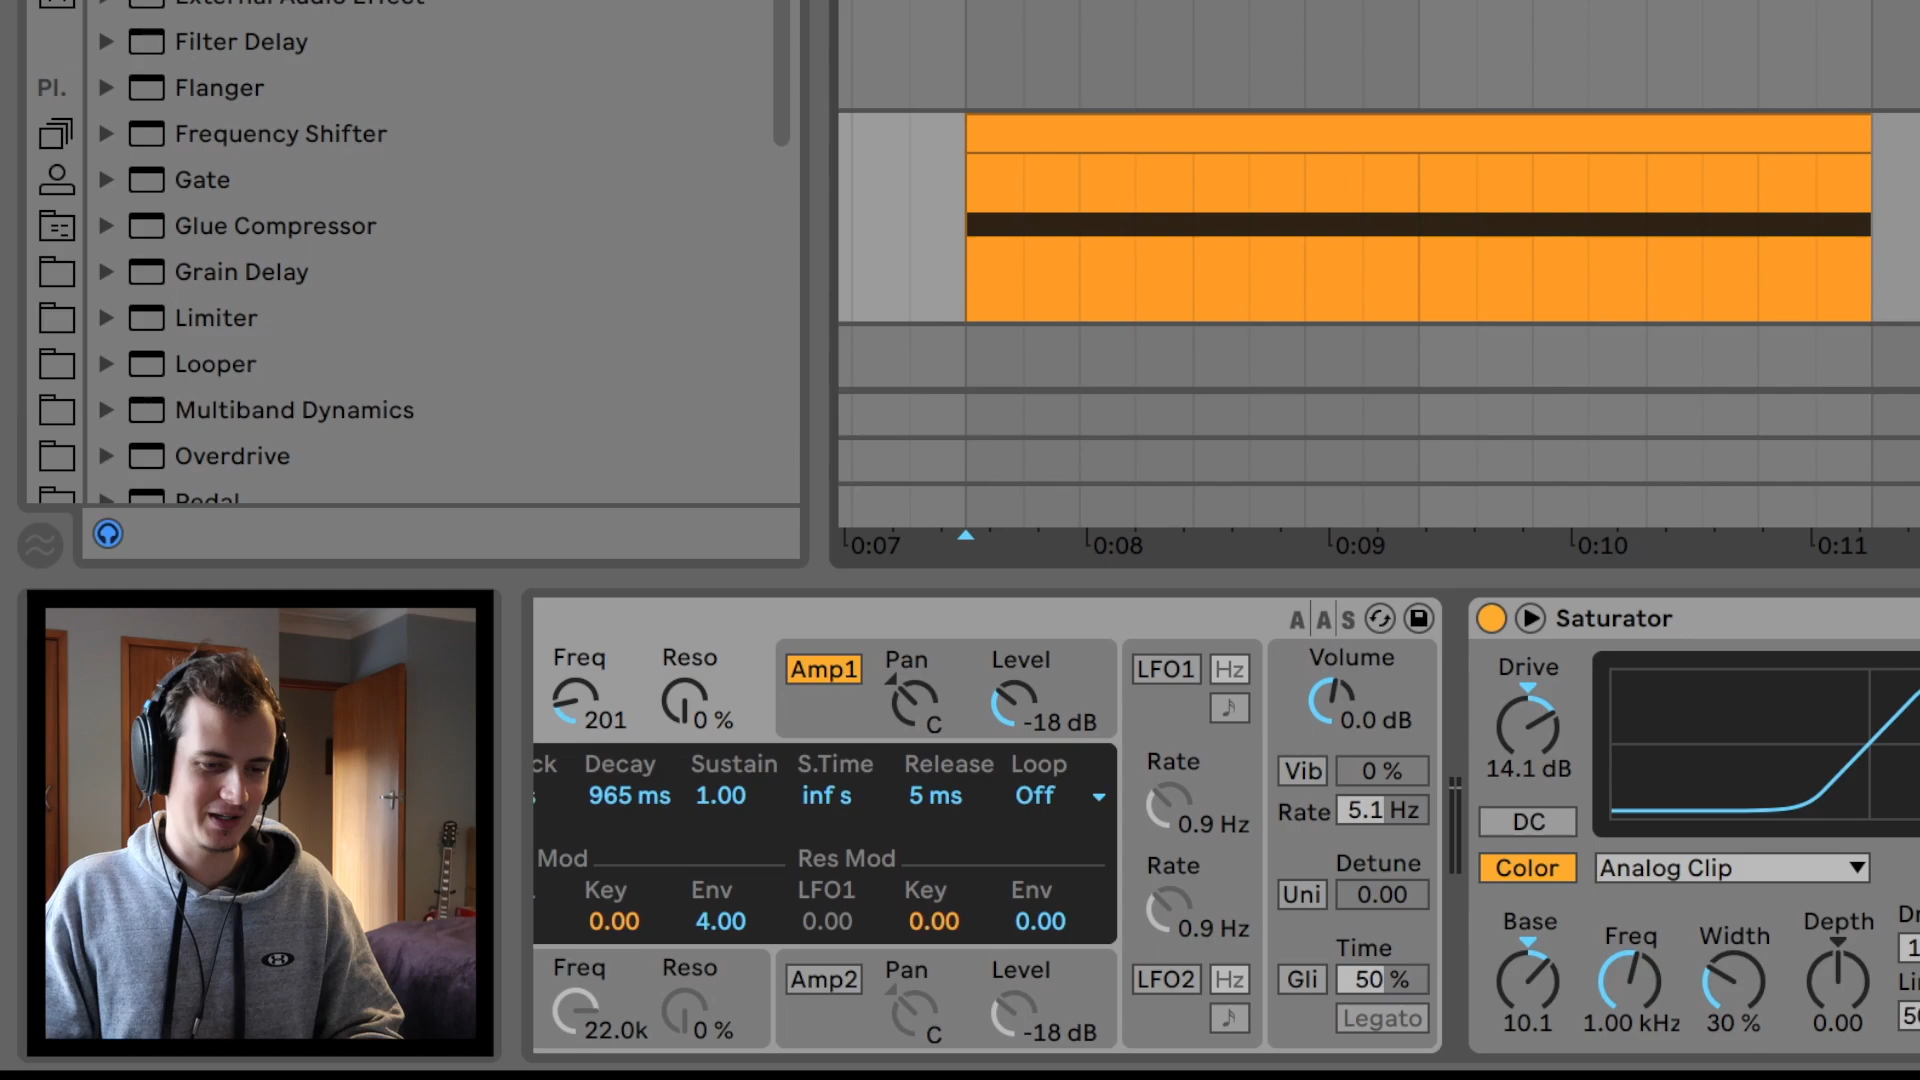 External Audio Effect
Filter Delay
Pl.
Flanger
Frequency Shifter
Gate
Glue Compressor
Grain Delay
Limiter
Looper
Multiband Dynamics
Overdrive
Pedal
0:07
0:08
0:09
0:10
0:11
A A S
Freq
201
Reso
0 %
Amp1
Pan
C
Level
-18 dB
LFO1
Hz
Volume
0.0 dB
ck
Decay
965 ms
Sustain
1.00
S.Time
inf s
Release
5 ms
Loop
Off
Mod
Key
0.00
Env
4.00
Res Mod
LFO1
0.00
Key
0.00
Env
0.00
Rate
0.9 Hz
Rate
0.9 Hz
Vib
0 %
Rate
5.1 Hz
Detune
Uni
0.00
Time
Gli
50 %
Legato
Freq
22.0k
Reso
0 %
Amp2
Pan
C
Level
-18 dB
LFO2
Hz
Saturator
Drive
14.1 dB
DC
Color
Analog Clip
Base
10.1
Freq
1.00 kHz
Width
30 %
Depth
0.00